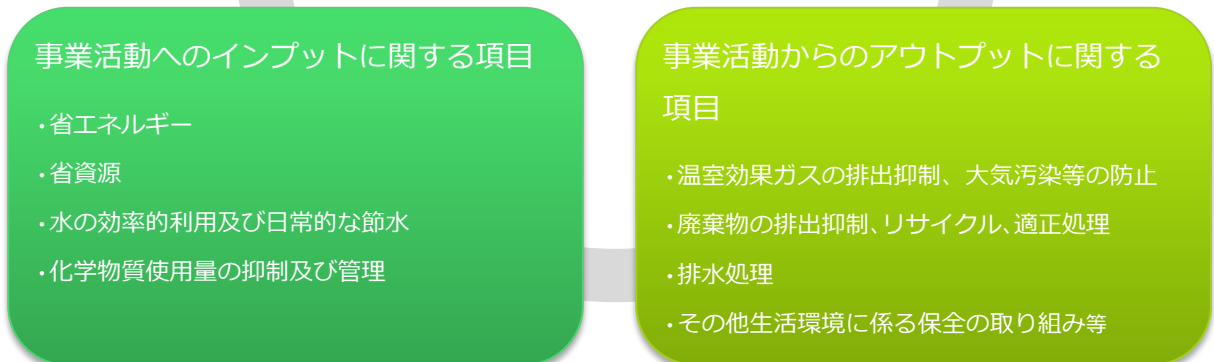 事業活動へのインプットに関する項目
・省エネルギー
・省資源
・水の効率的利用及び日常的な節水
・化学物質使用量の抑制及び管理
事業活動からのアウトプットに関する
項目
・温室効果ガスの排出抑制、大気汚染等の防止
・廃棄物の排出抑制、リサイクル、適正処理
・排水処理
・その他生活環境に係る保全の取り組み等